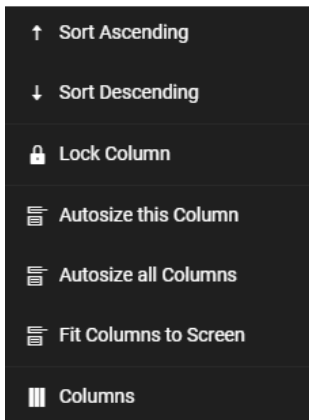 Sort Ascending
Sort Descending
Lock Column
Autosize this Column
Autosize all Columns
Fit Columns to Screen
Columns